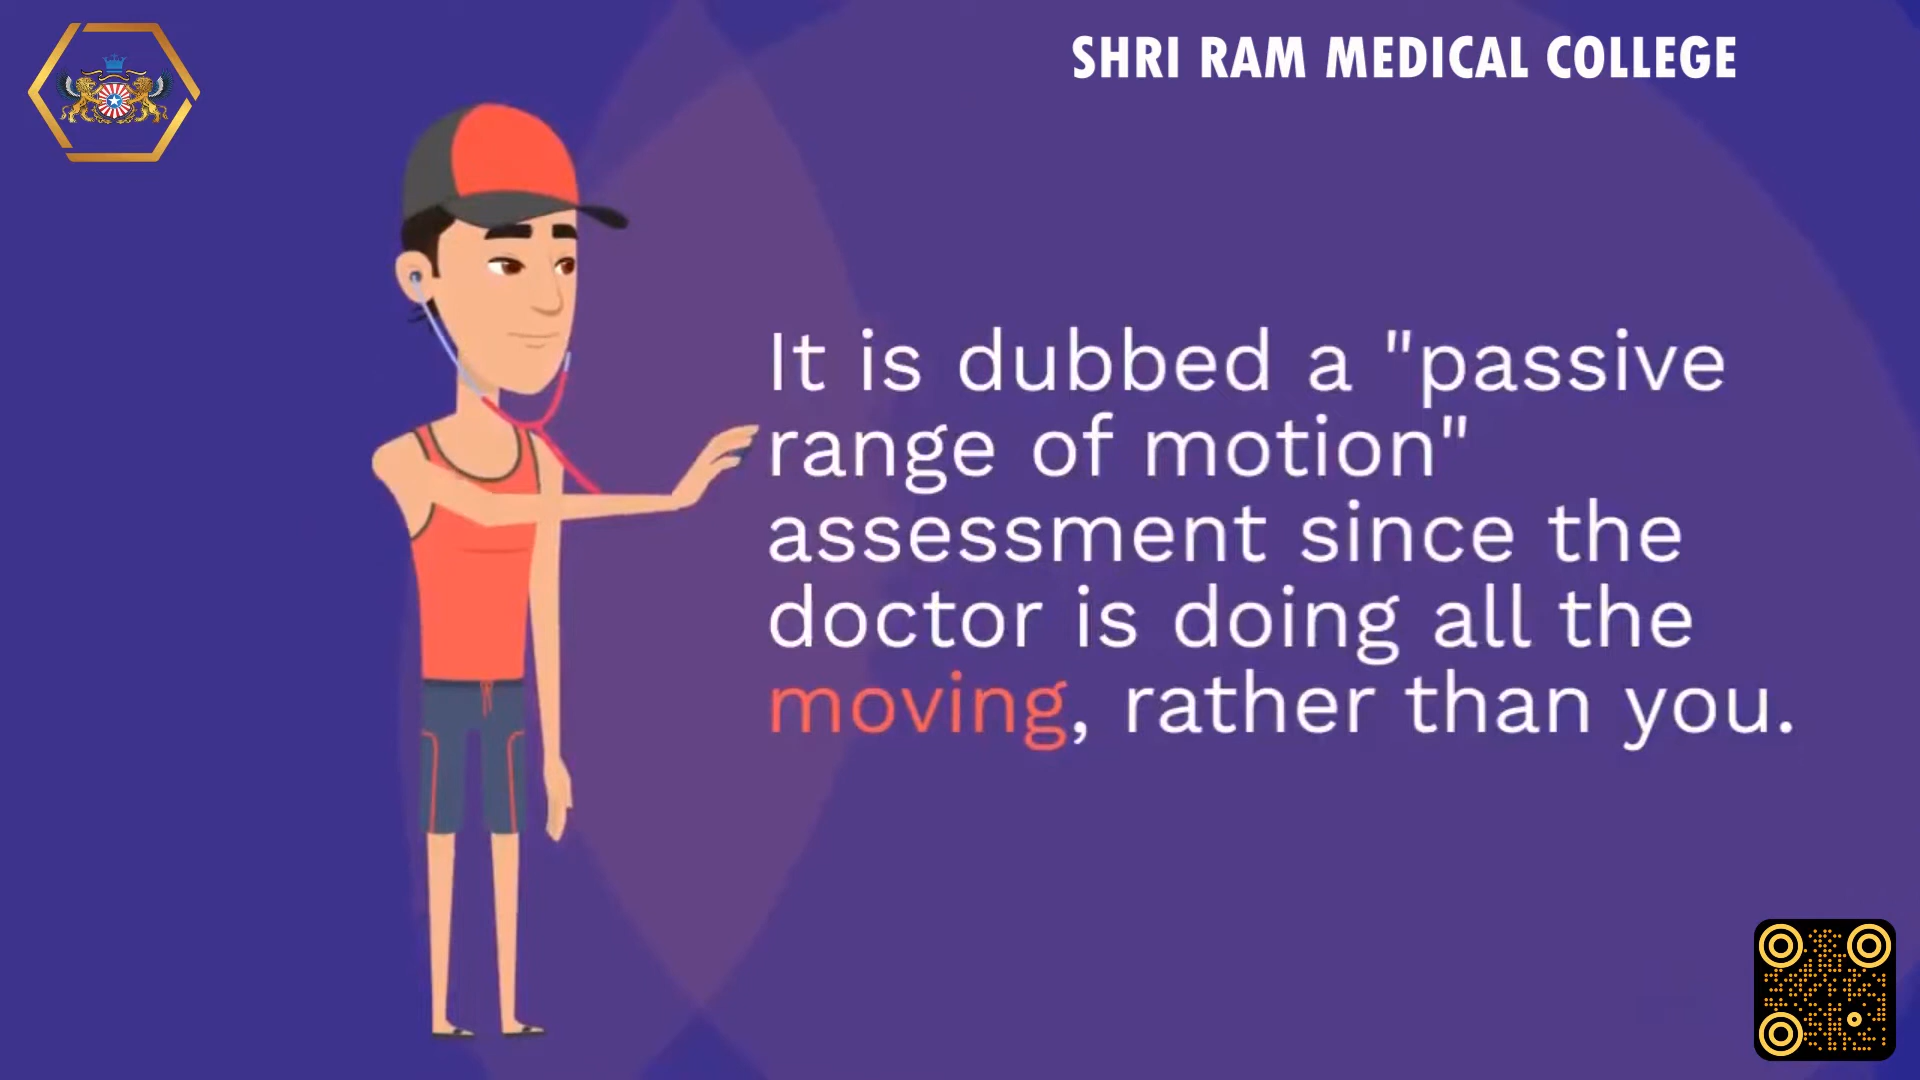 SHRI RAM MEDICAL COLLEGE
It is dubbed a "passive
range of motion"
assessment since the
doctor is doing all the
moving, rather than you.